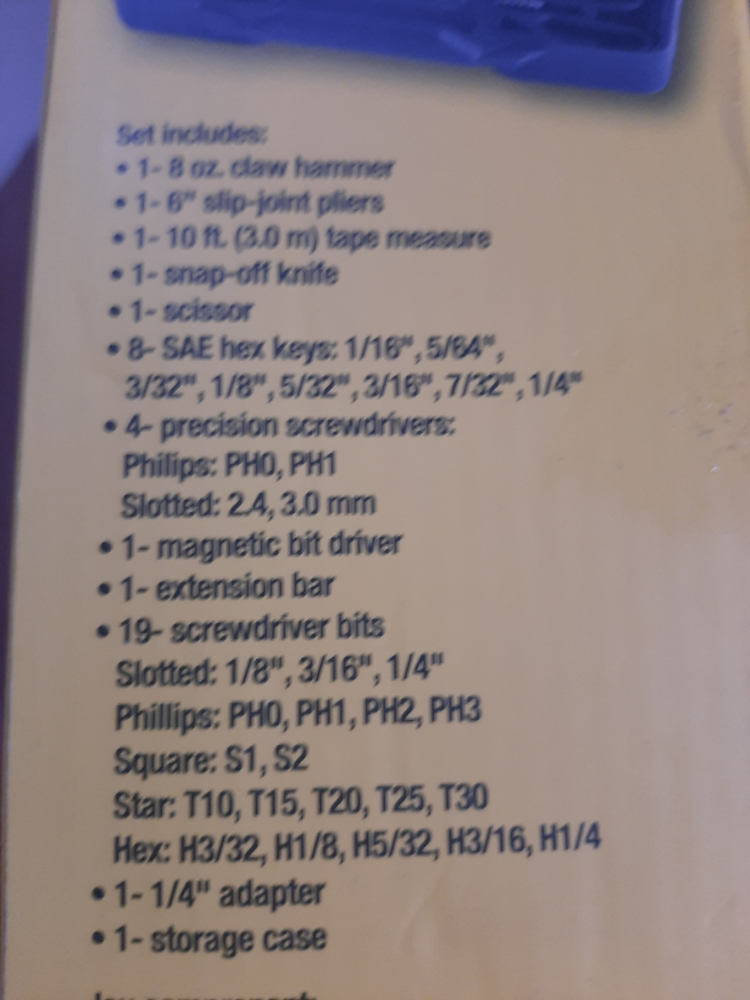 Set includes:
• 1- 8 oz. claw hammer
• 1- 6" slip-joint pliers
• 1- 10 ft. (3.0 m) tape measure
• 1- snap-off knife
• 1- scissor
• 8- SAE hex keys: 1/16", 5/64",
3/32", 1/8", 5/32", 3/16", 7/32", 1/4"
• 4- precision screwdrivers:
Philips: PH0, PH1
Slotted: 2.4, 3.0 mm
• 1- magnetic bit driver
• 1- extension bar
• 19- screwdriver bits
Slotted: 1/8", 3/16", 1/4"
Phillips: PH0, PH1, PH2, PH3
Square: S1, S2
Star: T10, T15, T20, T25, T30
Hex: H3/32, H1/8, H5/32, H3/16, H1/4
• 1- 1/4" adapter
• 1- storage case